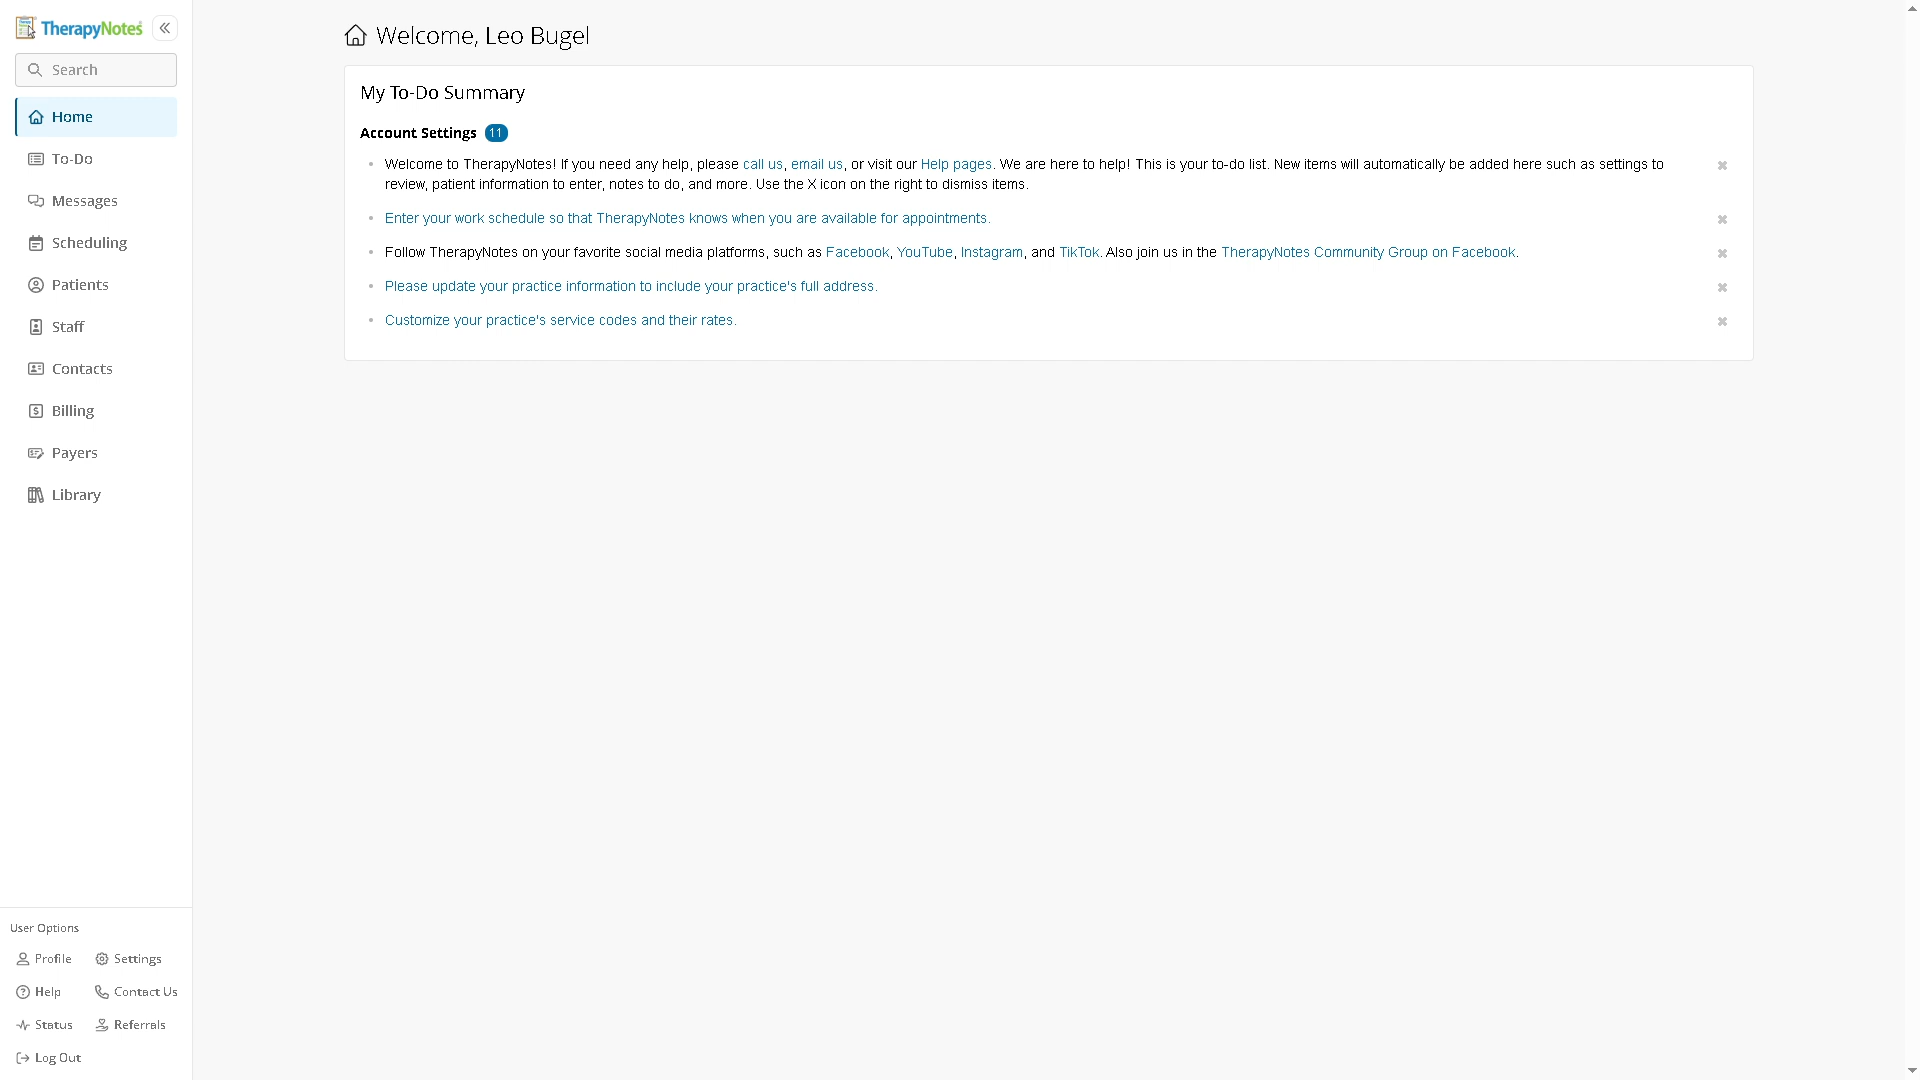 TherapyNotes
Search
Home
To-Do
Messages
Scheduling
Patients
Staff
Contacts
Billing
Payers
Library
User Options
Profile
Settings
Help
Contact Us
Status
Referrals
Log Out
Welcome, Leo Bugel
My To-Do Summary
Account Settings 11
Welcome to TherapyNotes! If you need any help, please call us, email us, or visit our Help pages. We are here to help! This is your to-do list. New items will automatically be added here such as settings to
review, patient information to enter, notes to do, and more. Use the X icon on the right to dismiss items.
Enter your work schedule so that TherapyNotes knows when you are available for appointments.
Follow TherapyNotes on your favorite social media platforms, such as Facebook, YouTube, Instagram, and TikTok. Also join us in the TherapyNotes Community Group on Facebook.
Please update your practice information to include your practice's full address.
Customize your practice's service codes and their rates.